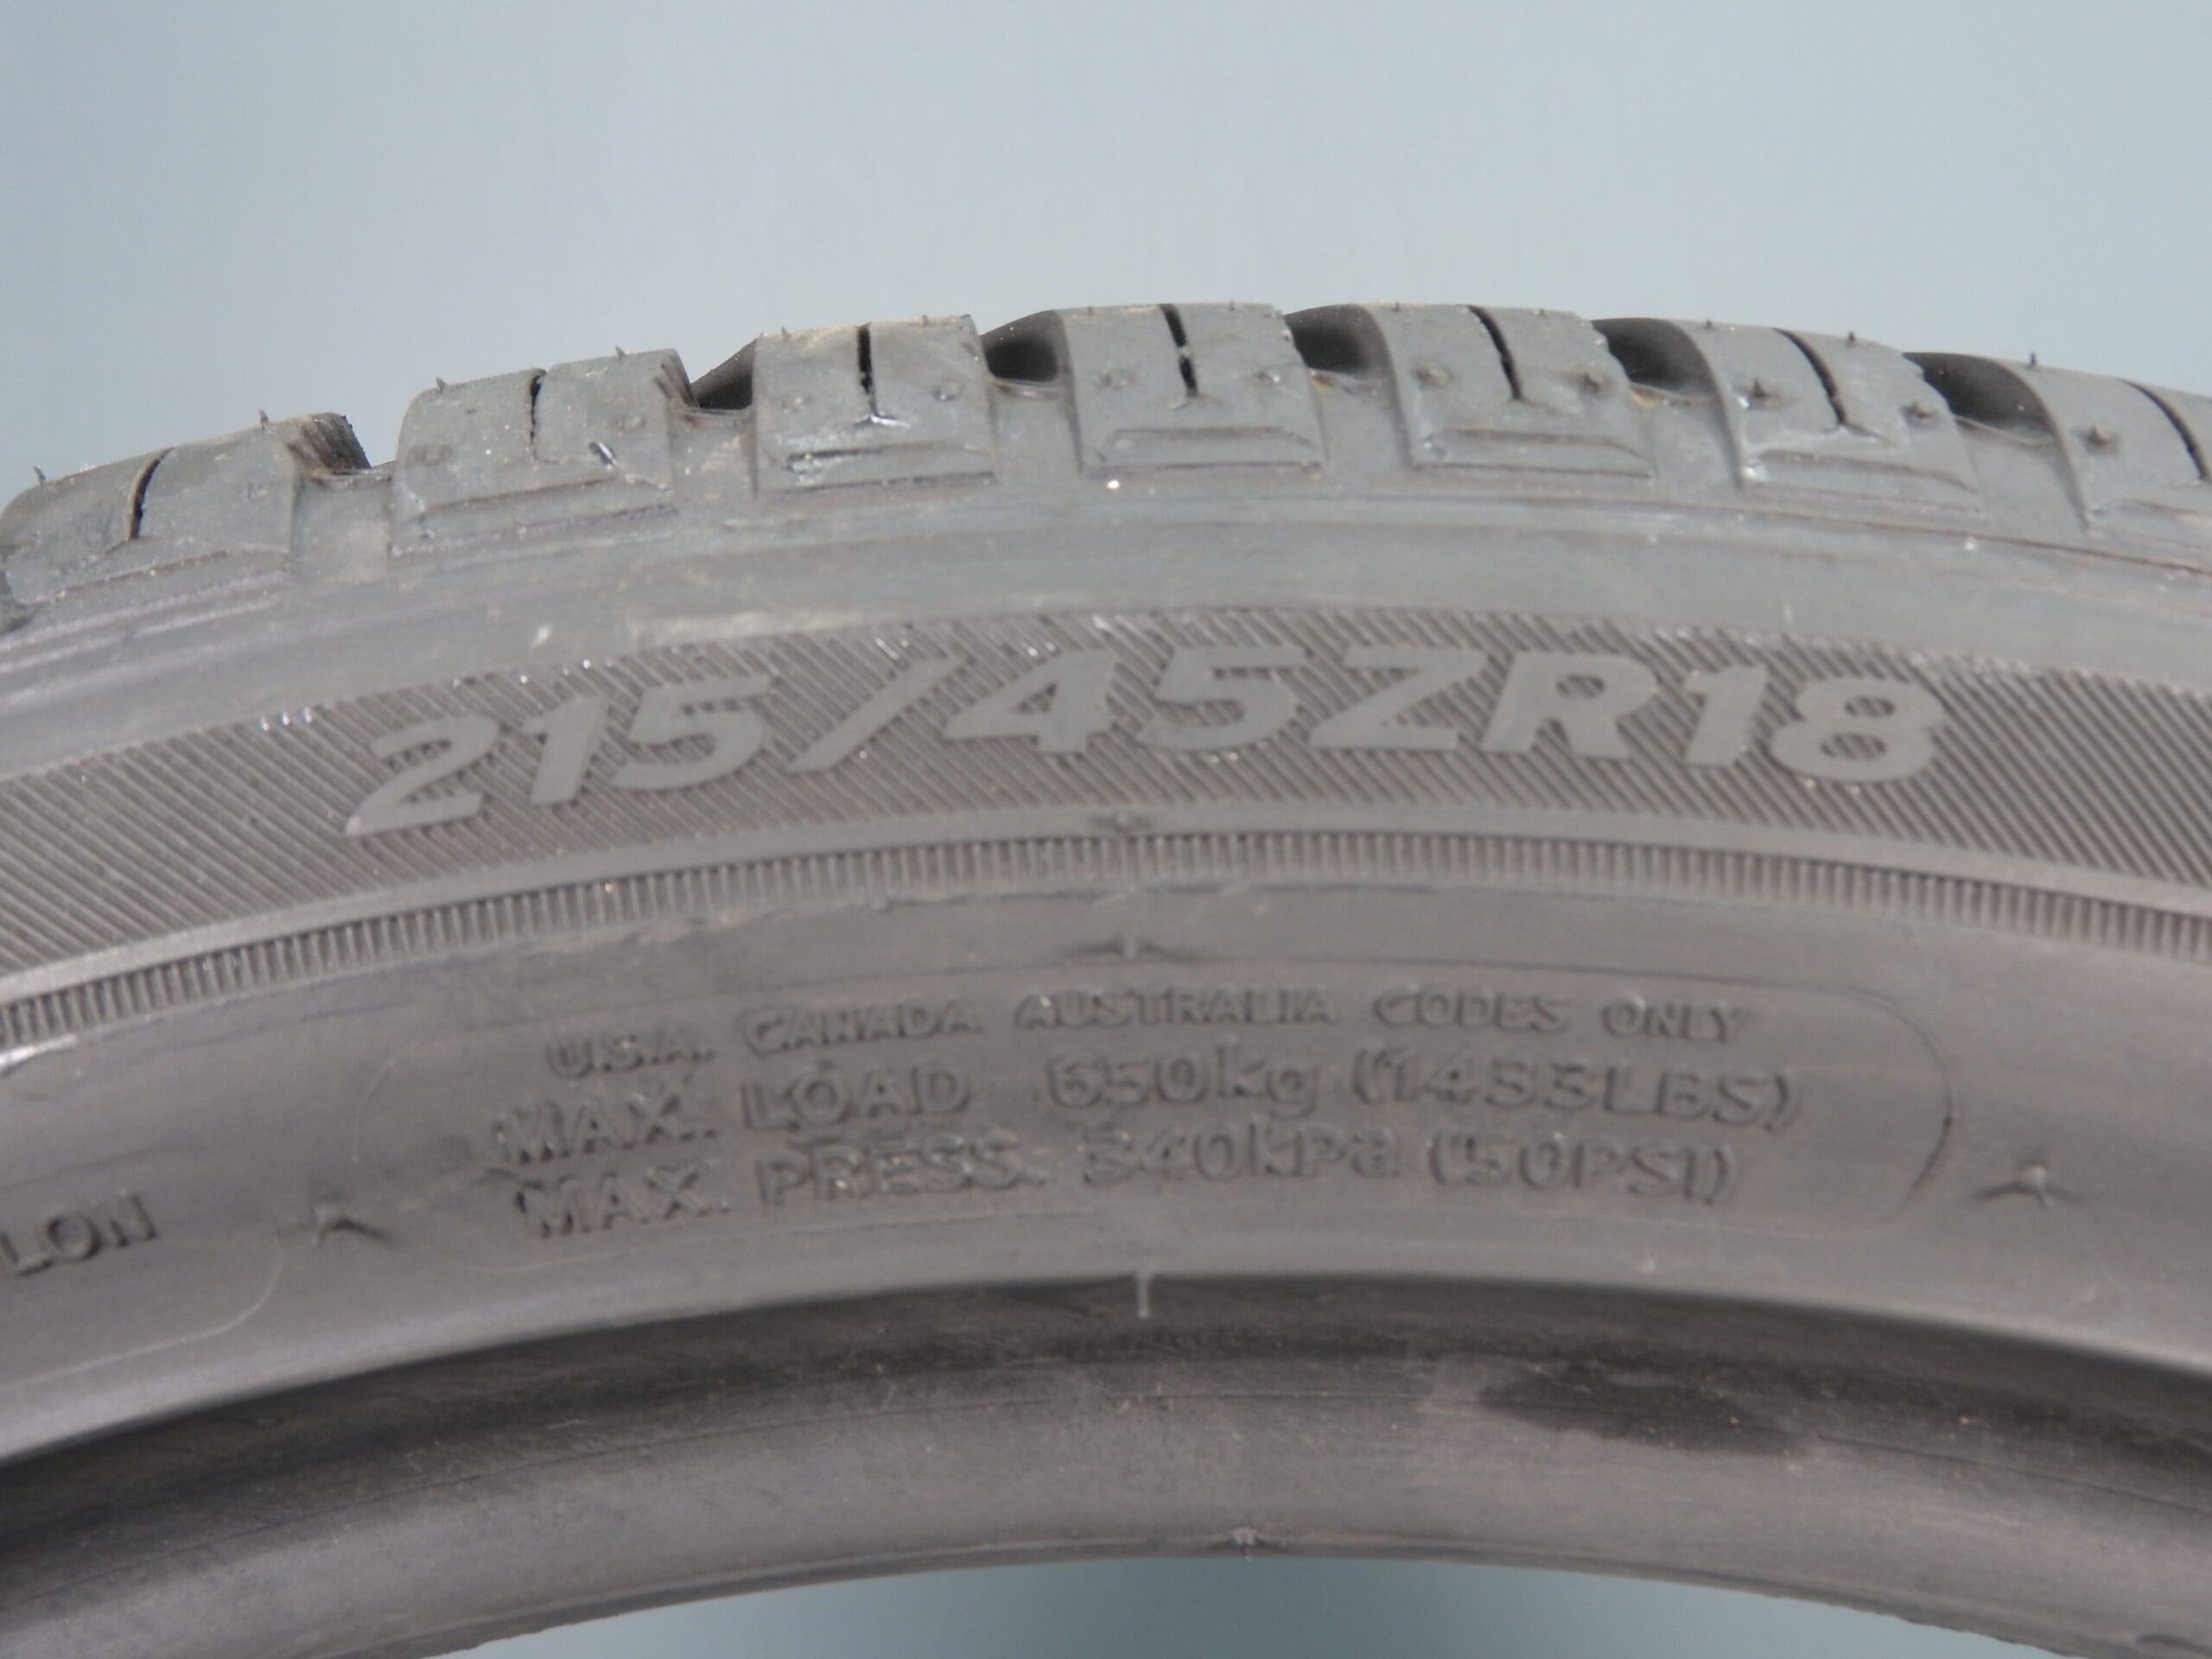 215/45ZR18
U.S.A. CANADA AUSTRALIA CODES ONLY
MAX. LOAD 650kg (1433LBS)
MAX. PRESS. 340kPa (50PSI)
LON